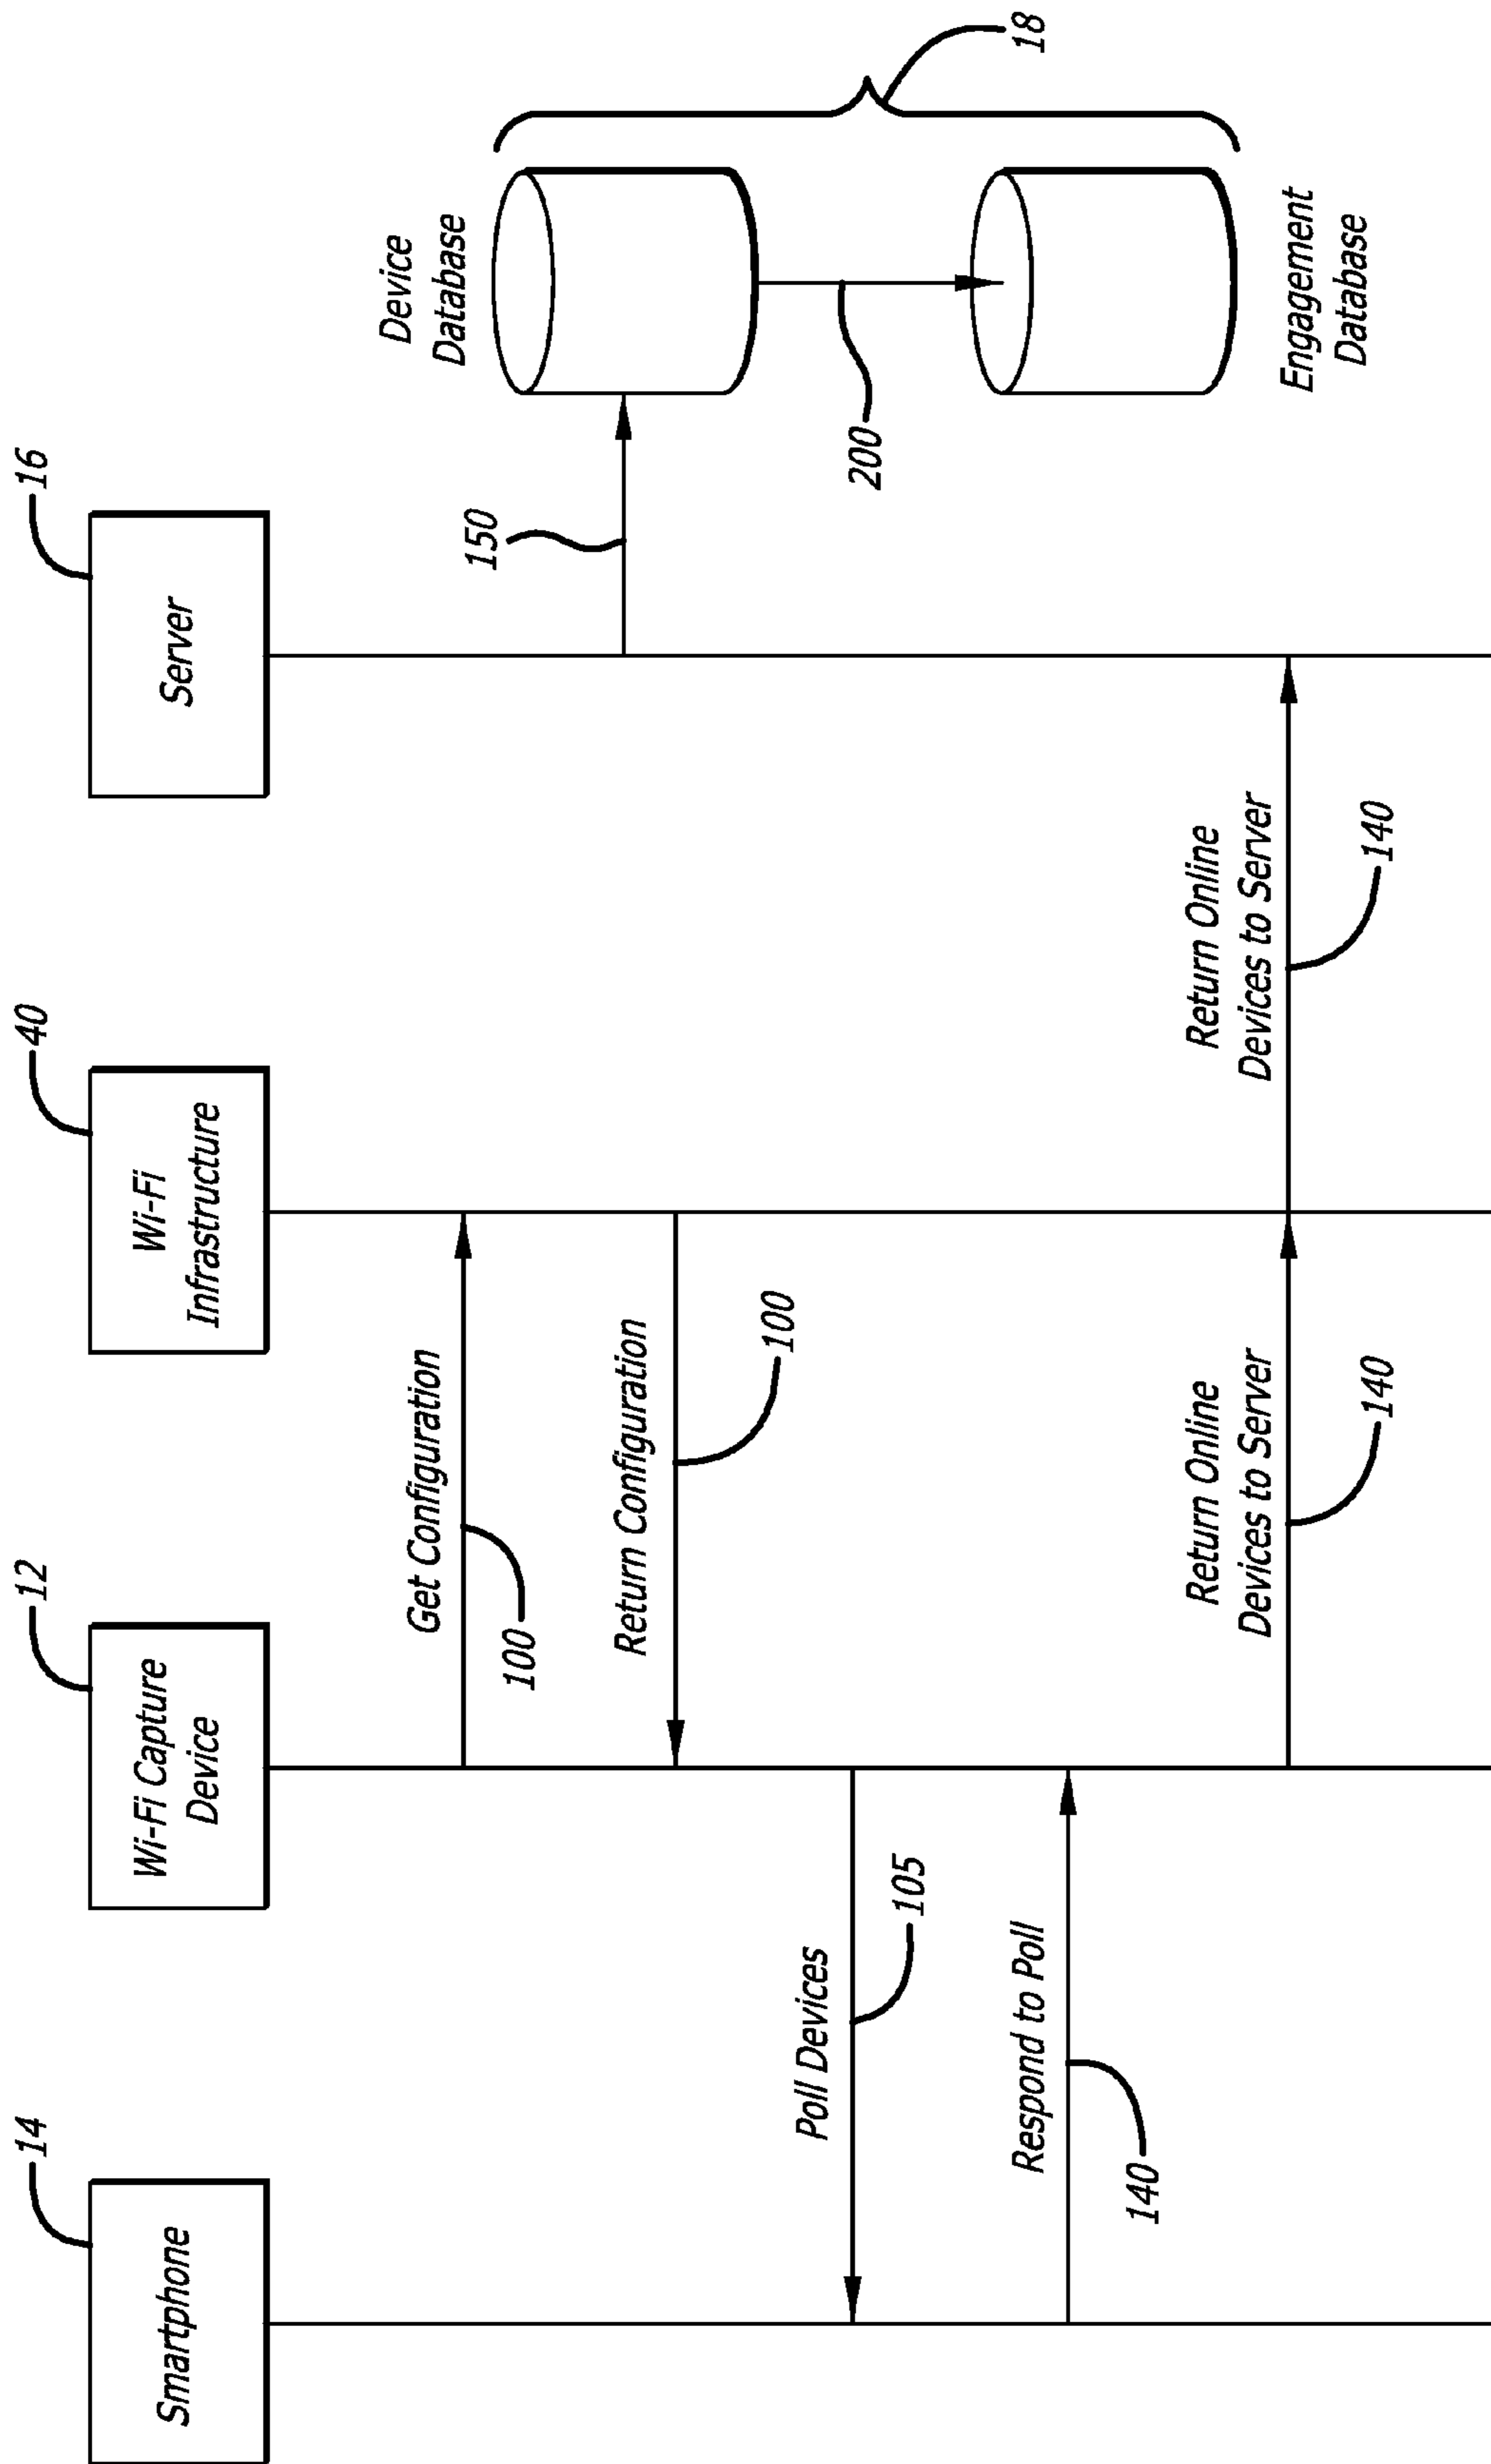 14
Smartphone
12
Wi-Fi Capture
Device
40
Wi-Fi
Infrastructure
16
Server
Get Configuration
100
Return Configuration
100
Poll Devices
105
Respond to Poll
140
Return Online
Devices to Server
140
Return Online
Devices to Server
140
150
Device
Database
200
Engagement
Database
18